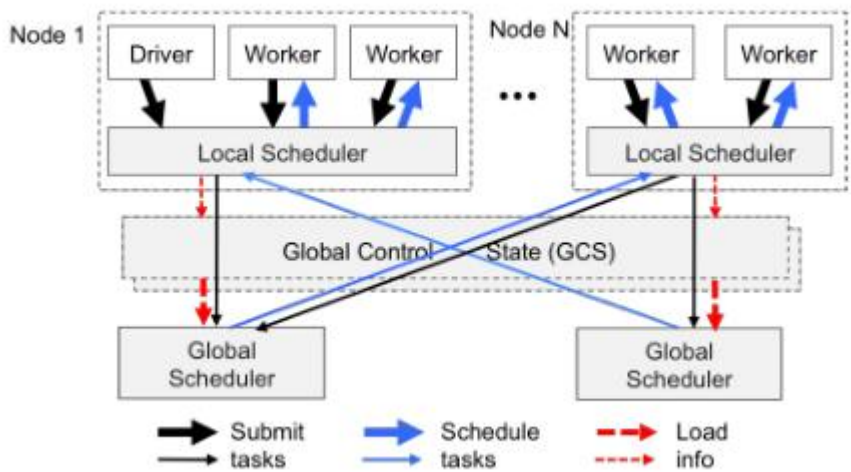 Node 1
Driver
Worker
Worker
Local Scheduler
...
Node N
Worker
Worker
Local Scheduler
Global Control State (GCS)
Global
Scheduler
Global
Scheduler
Submit
tasks
Schedule
tasks
Load
info